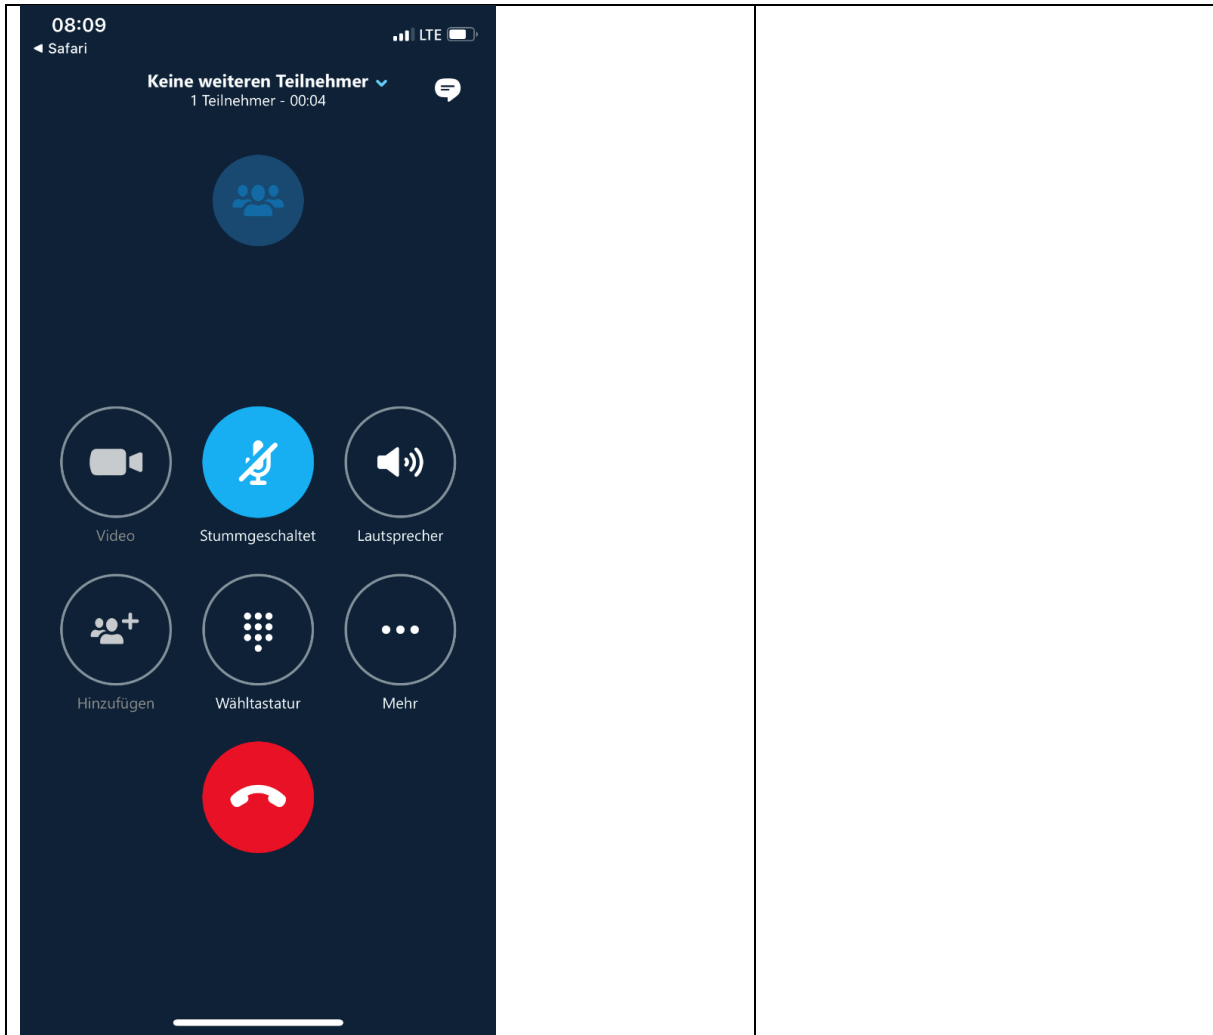 08:09
LTE
◀ Safari
Keine weiteren Teilnehmer
1 Teilnehmer - 00:04
Video
Stummgeschaltet
Lautsprecher
Hinzufügen
Wähltastatur
Mehr